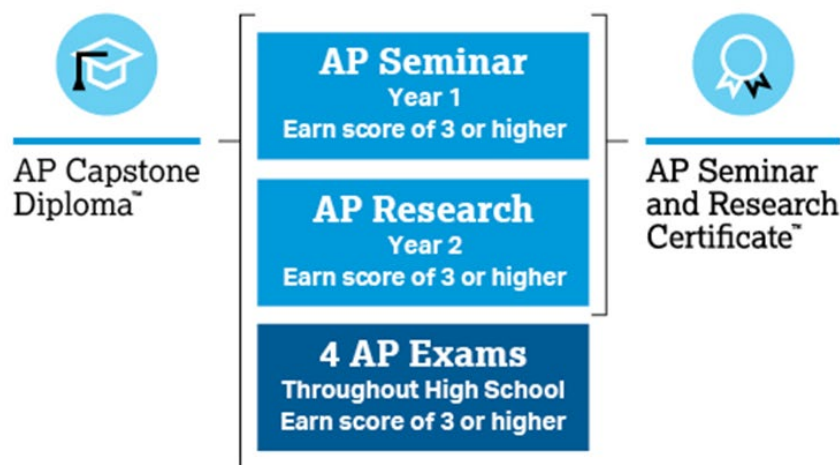 AP Capstone
Diploma™
AP Seminar
Year 1
Earn score of 3 or higher
AP Research
Year 2
Earn score of 3 or higher
4 AP Exams
Throughout High School
Earn score of 3 or higher
AP Seminar
and Research
Certificate™